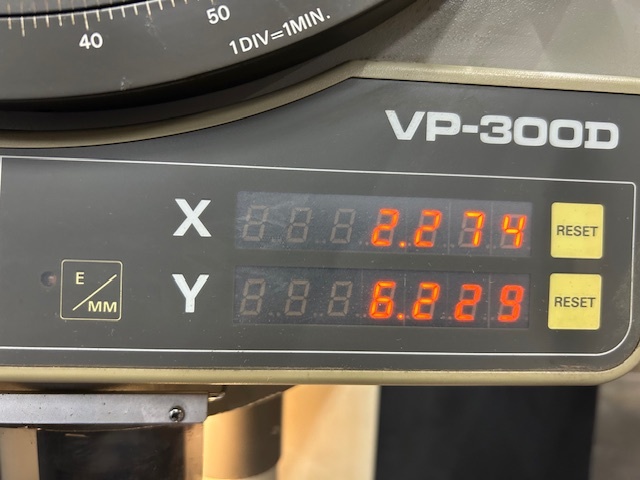 40 50
1DIV=1MIN.
VP-300D
X 2.274 RESET
E/MM
Y 6.229 RESET